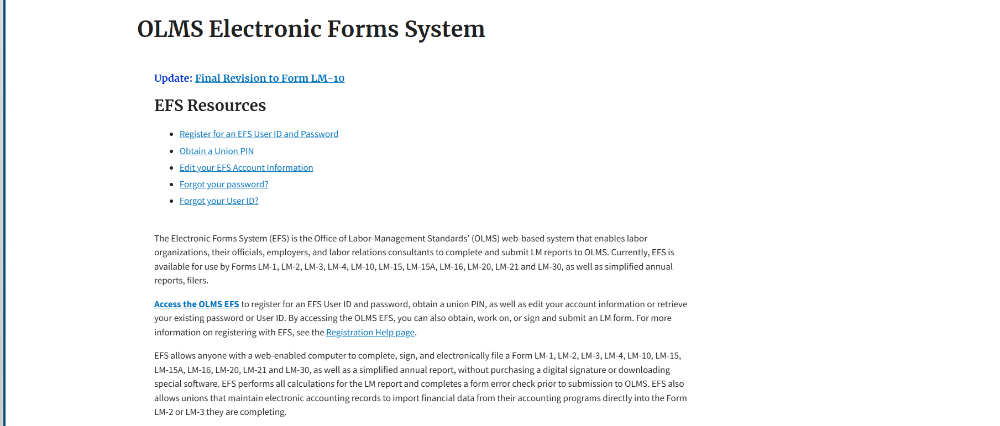 OLMS Electronic Forms System
Update: Final Revision to Form LM-10
EFS Resources
Register for an EFS User ID and Password
Obtain a Union PIN
Edit your EFS Account Information
Forgot your password?
Forgot your User ID?
The Electronic Forms System (EFS) is the Office of Labor-Management Standards’ (OLMS) web-based system that enables labor
organizations, their officials, employers, and labor relations consultants to complete and submit LM reports to OLMS. Currently, EFS is
available for use by Forms LM-1, LM-2, LM-3, LM-4, LM-10, LM-15, LM-15A, LM-16, LM-20, LM-21 and LM-30, as well as simplified annual
reports, filers.
Access the OLMS EFS to register for an EFS User ID and password, obtain a union PIN, as well as edit your account information or retrieve
your existing password or User ID. By accessing the OLMS EFS, you can also obtain, work on, or sign and submit an LM form. For more
information on registering with EFS, see the Registration Help page.
EFS allows anyone with a web-enabled computer to complete, sign, and electronically file a Form LM-1, LM-2, LM-3, LM-4, LM-10, LM-15,
LM-15A, LM-16, LM-20, LM-21 and LM-30, as well as a simplified annual report, without purchasing a digital signature or downloading
special software. EFS performs all calculations for the LM report and completes a form error check prior to submission to OLMS. EFS also
allows unions that maintain electronic accounting records to import financial data from their accounting programs directly into the Form
LM-2 or LM-3 they are completing.